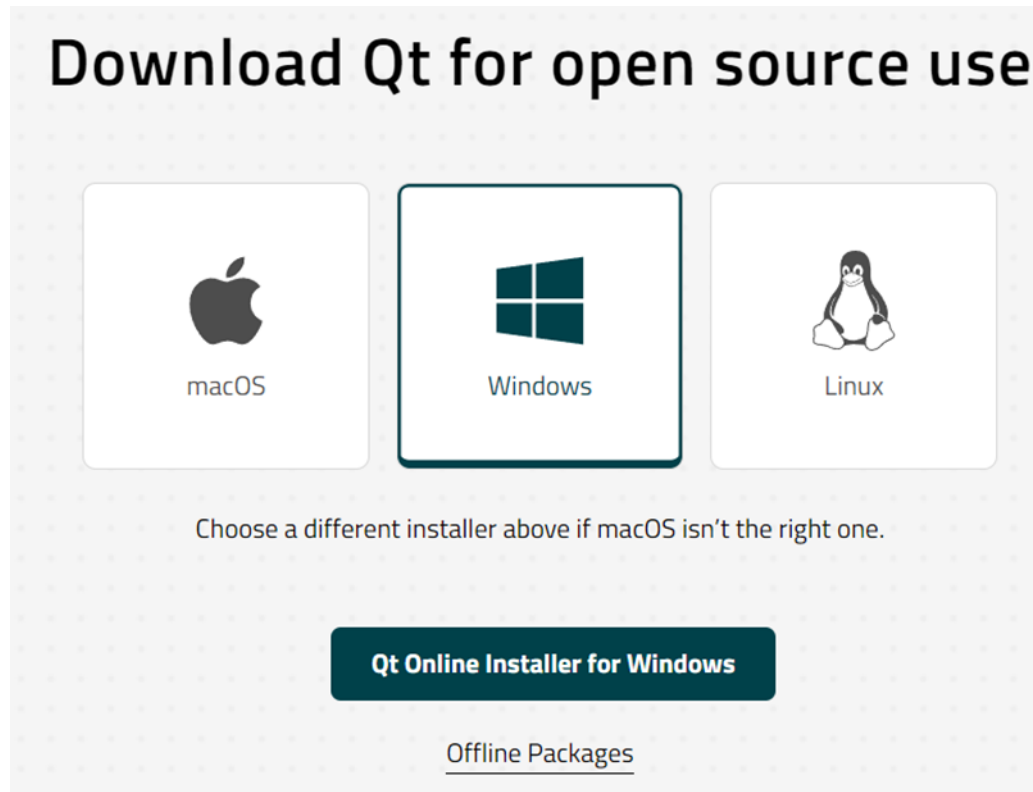 Download Qt for open source use
macOS
Windows
Linux
Choose a different installer above if macOS isn’t the right one.
Qt Online Installer for Windows
Offline Packages